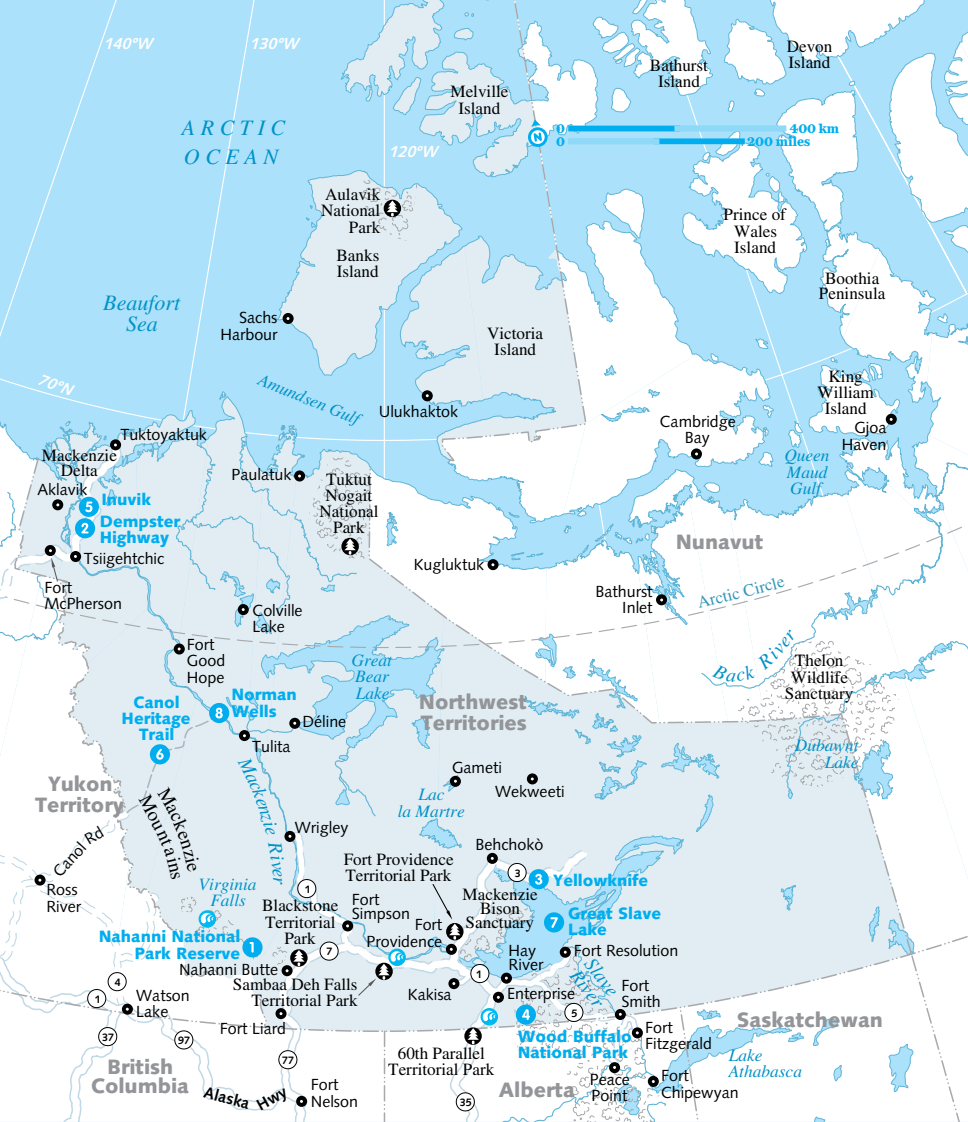 140°W
130°W
Devon
Island
Bathurst
Island
Melville
Island
ARCTIC
OCEAN
0
400 km
0
200 miles
N
120°W
Aulavik
National
Park
Prince of
Wales
Island
Banks
Island
Boothia
Peninsula
Beaufort
Sea
Sachs
Harbour
Victoria
Island
70°N
Amundsen Gulf
King
William
Island
Ulukhaktok
Gjoa
Haven
Cambridge
Bay
Tuktoyaktuk
Mackenzie
Delta
Queen
Maud
Gulf
Paulatuk
Tuktut
Nogait
National
Park
Aklavik
5
Inuvik
2
Dempster
Highway
Nunavut
Tsiigehtchic
Kugluktuk
Fort
McPherson
Bathurst
Inlet
Arctic Circle
Colville
Lake
Fort
Good
Hope
Back River
Great
Bear
Lake
Thelon
Wildlife
Sanctuary
Canol
Heritage
Trail
6
8
Norman
Wells
Northwest
Territories
Déline
Tulita
Dubawnt
Lake
Yukon
Territory
Mackenzie
Mountains
Mackenzie River
Gameti
Wekweeti
Lac
la Martre
Canol Rd
Wrigley
Behchokò
Fort Providence
Territorial Park
3
3
Yellowknife
Ross
River
Virginia
Falls
1
Mackenzie
Bison
Sanctuary
Blackstone
Territorial
Park
Fort
Simpson
7
Great Slave
Lake
Fort
Providence
Nahanni National
Park Reserve
1
7
Hay
River
Fort Resolution
Nahanni Butte
Sambaa Deh Falls
Territorial Park
1
Slave
River
4
1
Kakisa
Enterprise
Fort
Smith
Watson
Lake
Fort Liard
4
5
Saskatchewan
37
97
Wood Buffalo
National Park
Fort
Fitzgerald
60th Parallel
Territorial Park
Lake
Athabasca
British
Columbia
77
Alberta
Peace
Point
Fort
Chipewyan
Alaska Hwy
Fort
Nelson
35